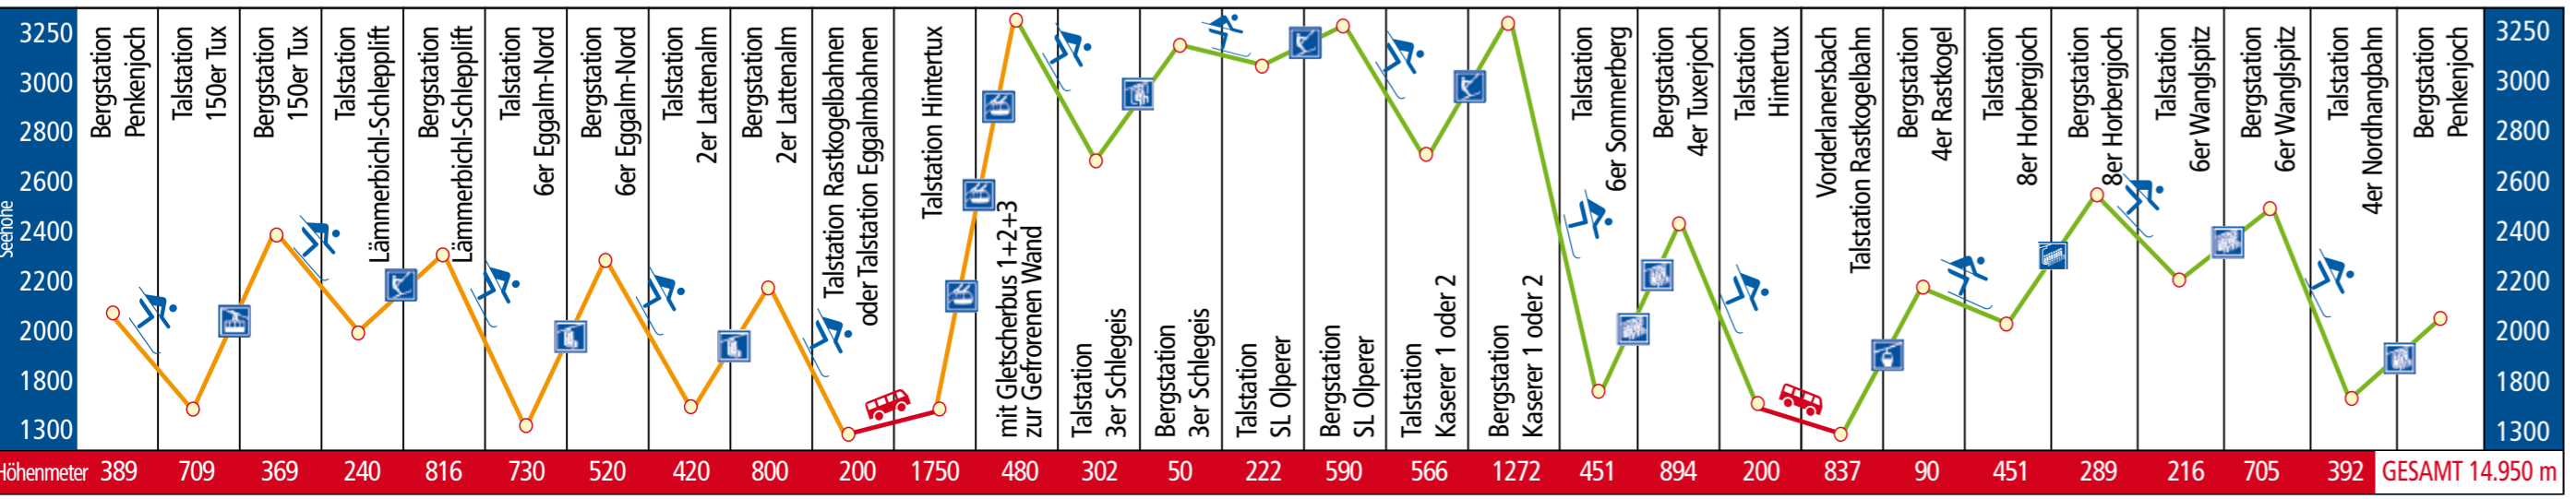 3250
3000
2800
2600
2400
2200
2000
1800
1300
Seehöhe
Bergstation
Penkenjoch
Talstation
150er Tux
Bergstation
150er Tux
Talstation
Lämmerbichl-Schlepplift
Bergstation
Lämmerbichl-Schlepplift
Talstation
6er Eggalm-Nord
Bergstation
6er Eggalm-Nord
Talstation
2er Lattenalm
Bergstation
2er Lattenalm
Talstation Rastkogelbahnen
oder Talstation Eggalmbahnen
Talstation Hintertux
mit Gletscherbus 1+2+3
zur Gefrorenen Wand
Talstation
3er Schlegeis
Bergstation
3er Schlegeis
Talstation
SL Olperer
Bergstation
SL Olperer
Talstation
Kaserer 1 oder 2
Bergstation
Kaserer 1 oder 2
Talstation
6er Sommerberg
Bergstation
4er Tuxerjoch
Talstation
Hintertux
Vorderlanersbach
Talstation Rastkogelbahn
Bergstation
4er Rastkogel
Talstation
8er Horbergjoch
Bergstation
8er Horbergjoch
Talstation
6er Wanglspitz
Bergstation
6er Wanglspitz
Talstation
4er Nordhangbahn
Bergstation
Penkenjoch
3250
3000
2800
2600
2400
2200
2000
1800
1300
Höhenmeter 389 709 369 240 816 730 520 420 800 200 1750 480 302 50 222 590 566 1272 451 894 200 837 90 451 289 216 705 392 GESAMT 14.950 m